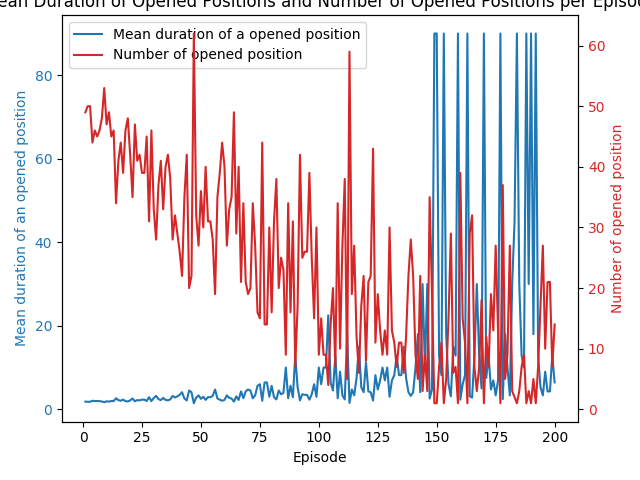 ean Duration of Opened Positions and Number of Opened Positions per Episod
Mean duration of a opened position
Number of opened position
Mean duration of an opened position
0
20
40
60
80
Number of opened position
0
10
20
30
40
50
60
0 25 50 75 100 125 150 175 200
Episode